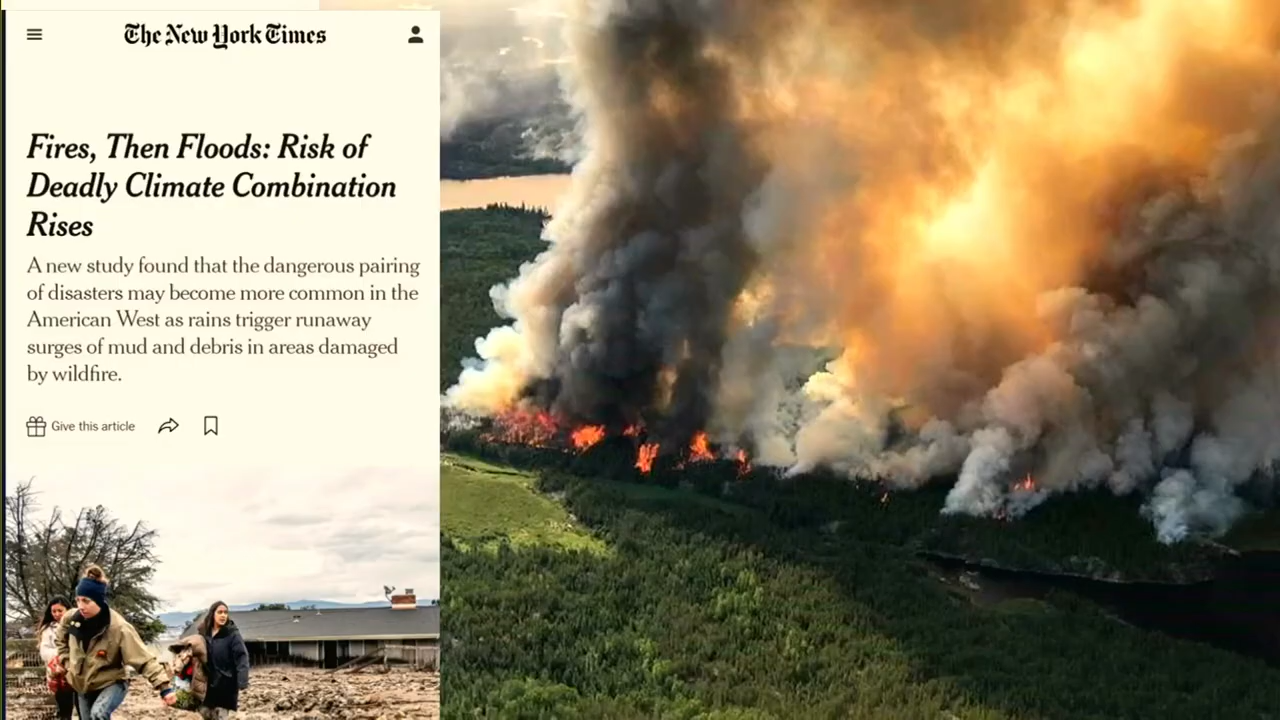 The New York Times
Fires, Then Floods: Risk of
Deadly Climate Combination
Rises
A new study found that the dangerous pairing
of disasters may become more common in the
American West as rains trigger runaway
surges of mud and debris in areas damaged
by wildfire.
Give this article